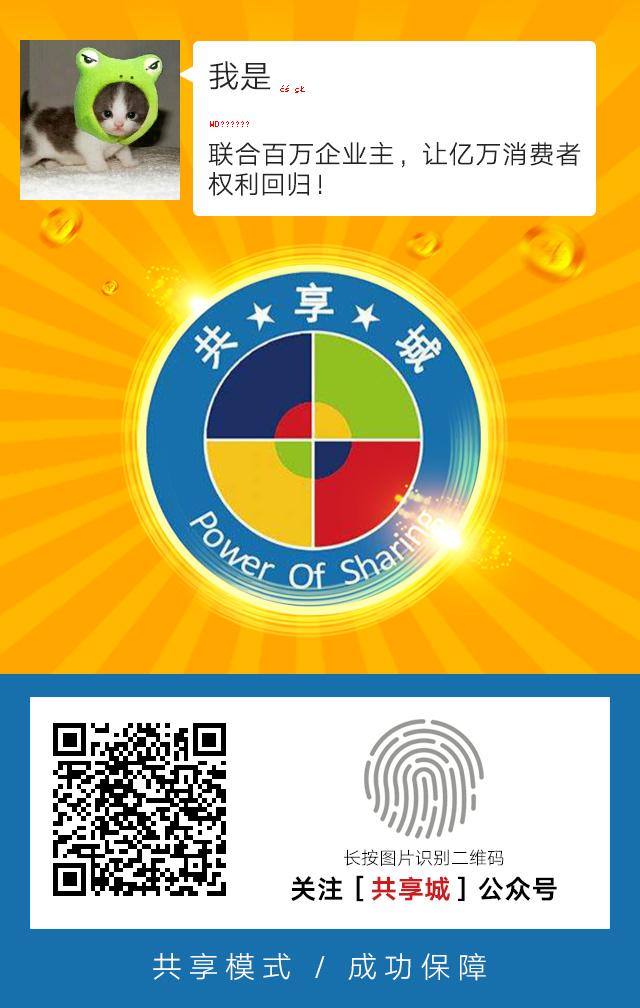 我是
WD??????
联合百万企业主，让亿万消费者
权利回归！
共★享★城
Power Of Sharing
长按图片识别二维码
关注［共享城］公众号
共享模式 / 成功保障